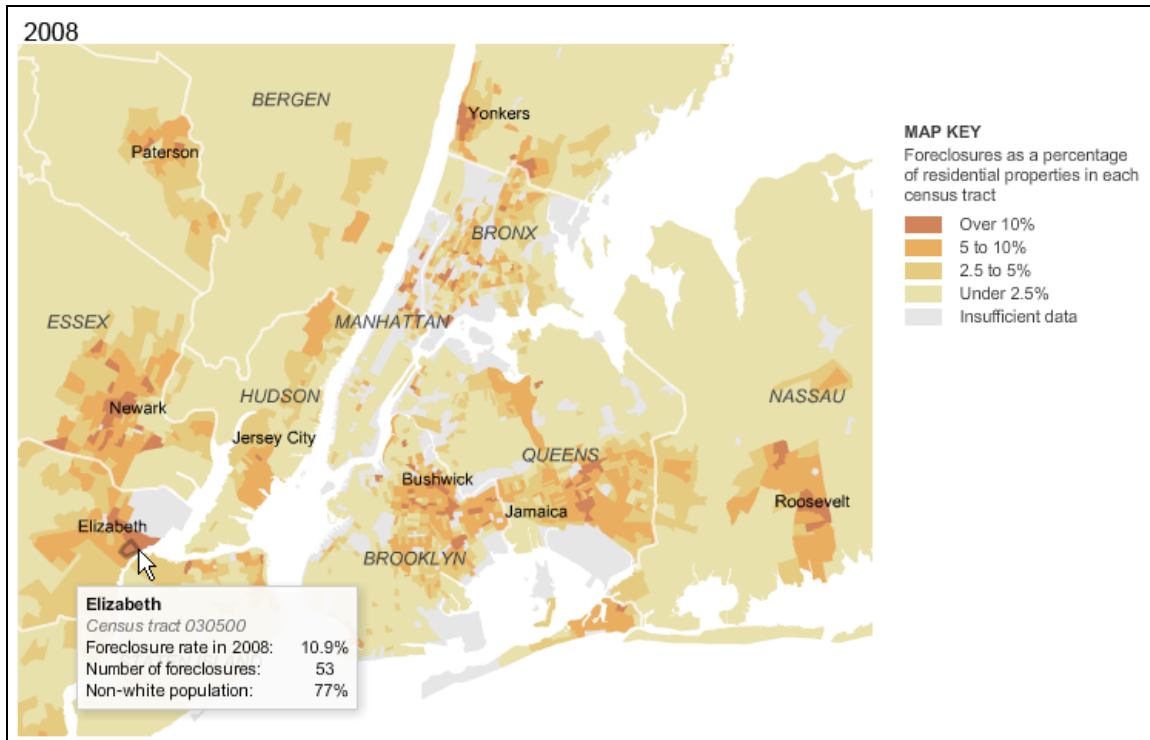 2008
BERGEN
Yonkers
Paterson
MAP KEY
Foreclosures as a percentage
of residential properties in each
census tract
Over 10%
5 to 10%
2.5 to 5%
Under 2.5%
Insufficient data
BRONX
ESSEX
MANHATTAN
HUDSON
NASSAU
Newark
Jersey City
QUEENS
Bushwick
Roosevelt
Jamaica
Elizabeth
BROOKLYN
Elizabeth
Census tract 030500
Foreclosure rate in 2008: 10.9%
Number of foreclosures: 53
Non-white population: 77%